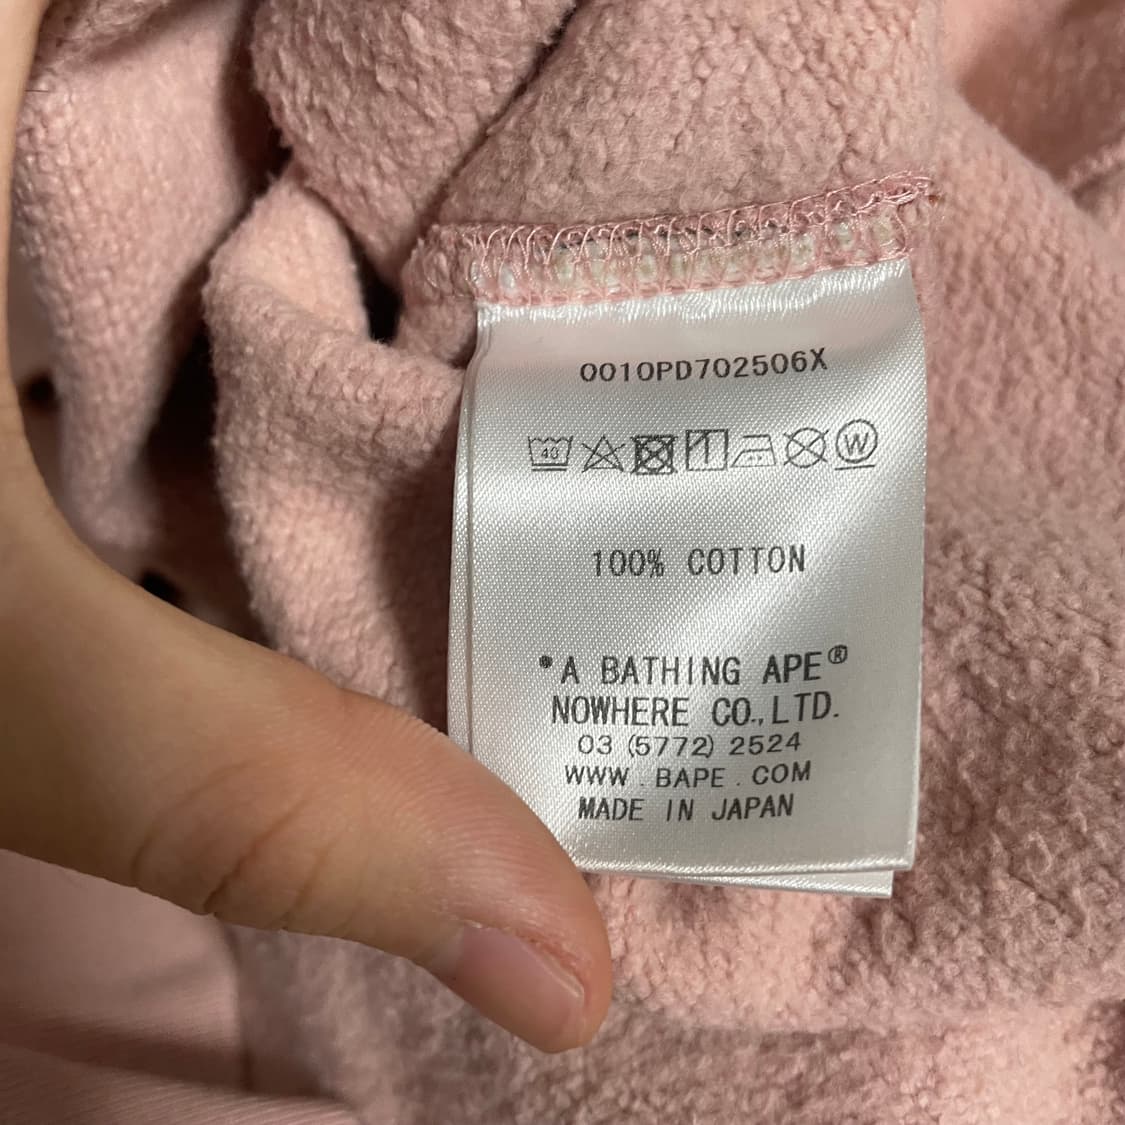 0010PD702506X
40 W
100% COTTON
*A BATHING APE®
NOWHERE CO.,LTD.
03 (5772) 2524
WWW . BAPE . COM
MADE IN JAPAN